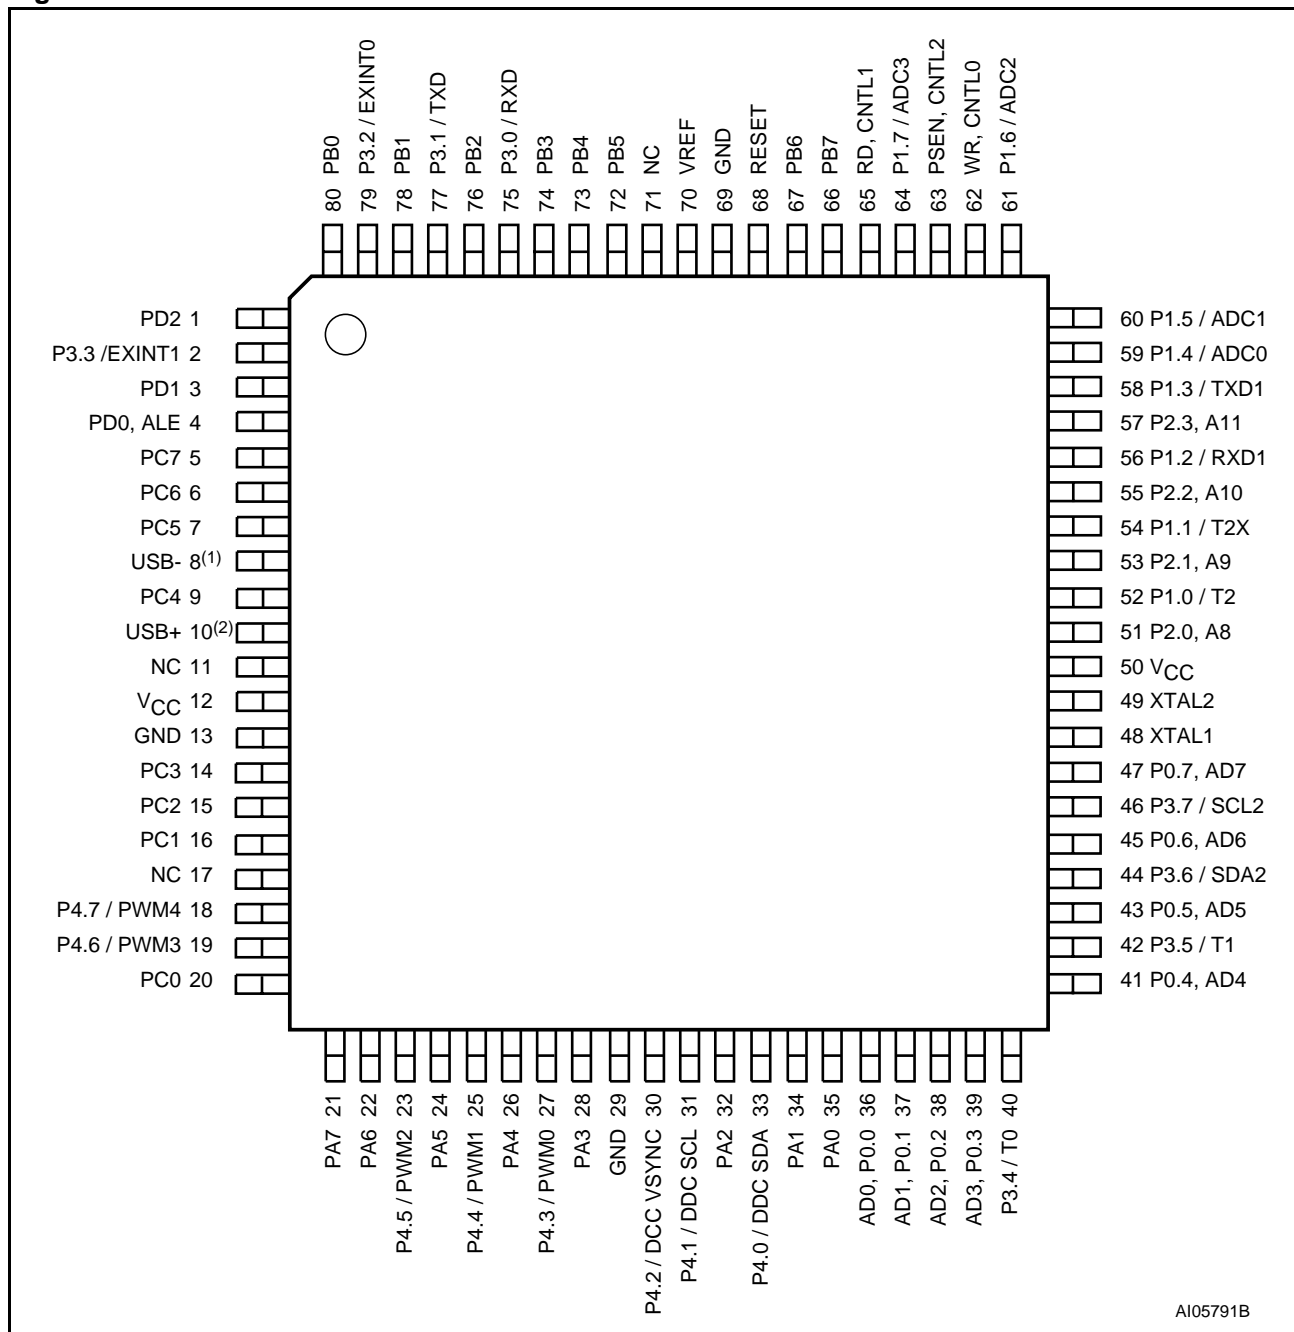 80 PB0
79 P3.2 / EXINT0
78 PB1
77 P3.1 / TXD
76 PB2
75 P3.0 / RXD
74 PB3
73 PB4
72 PB5
71 NC
70 VREF
69 GND
68 RESET
67 PB6
66 PB7
65 RD, CNTL1
64 P1.7 / ADC3
63 PSEN, CNTL2
62 WR, CNTL0
61 P1.6 / ADC2
PD2 1
P3.3 /EXINT1 2
PD1 3
PD0, ALE 4
PC7 5
PC6 6
PC5 7
USB- 8(1)
PC4 9
USB+ 10(2)
NC 11
VCC 12
GND 13
PC3 14
PC2 15
PC1 16
NC 17
P4.7 / PWM4 18
P4.6 / PWM3 19
PC0 20
60 P1.5 / ADC1
59 P1.4 / ADC0
58 P1.3 / TXD1
57 P2.3, A11
56 P1.2 / RXD1
55 P2.2, A10
54 P1.1 / T2X
53 P2.1, A9
52 P1.0 / T2
51 P2.0, A8
50 VCC
49 XTAL2
48 XTAL1
47 P0.7, AD7
46 P3.7 / SCL2
45 P0.6, AD6
44 P3.6 / SDA2
43 P0.5, AD5
42 P3.5 / T1
41 P0.4, AD4
PA7 21
PA6 22
P4.5 / PWM2 23
PA5 24
P4.4 / PWM1 25
PA4 26
P4.3 / PWM0 27
PA3 28
GND 29
P4.2 / DCC VSYNC 30
P4.1 / DDC SCL 31
PA2 32
P4.0 / DDC SDA 33
PA1 34
PA0 35
AD0, P0.0 36
AD1, P0.1 37
AD2, P0.2 38
AD3, P0.3 39
P3.4 / T0 40
AI05791B